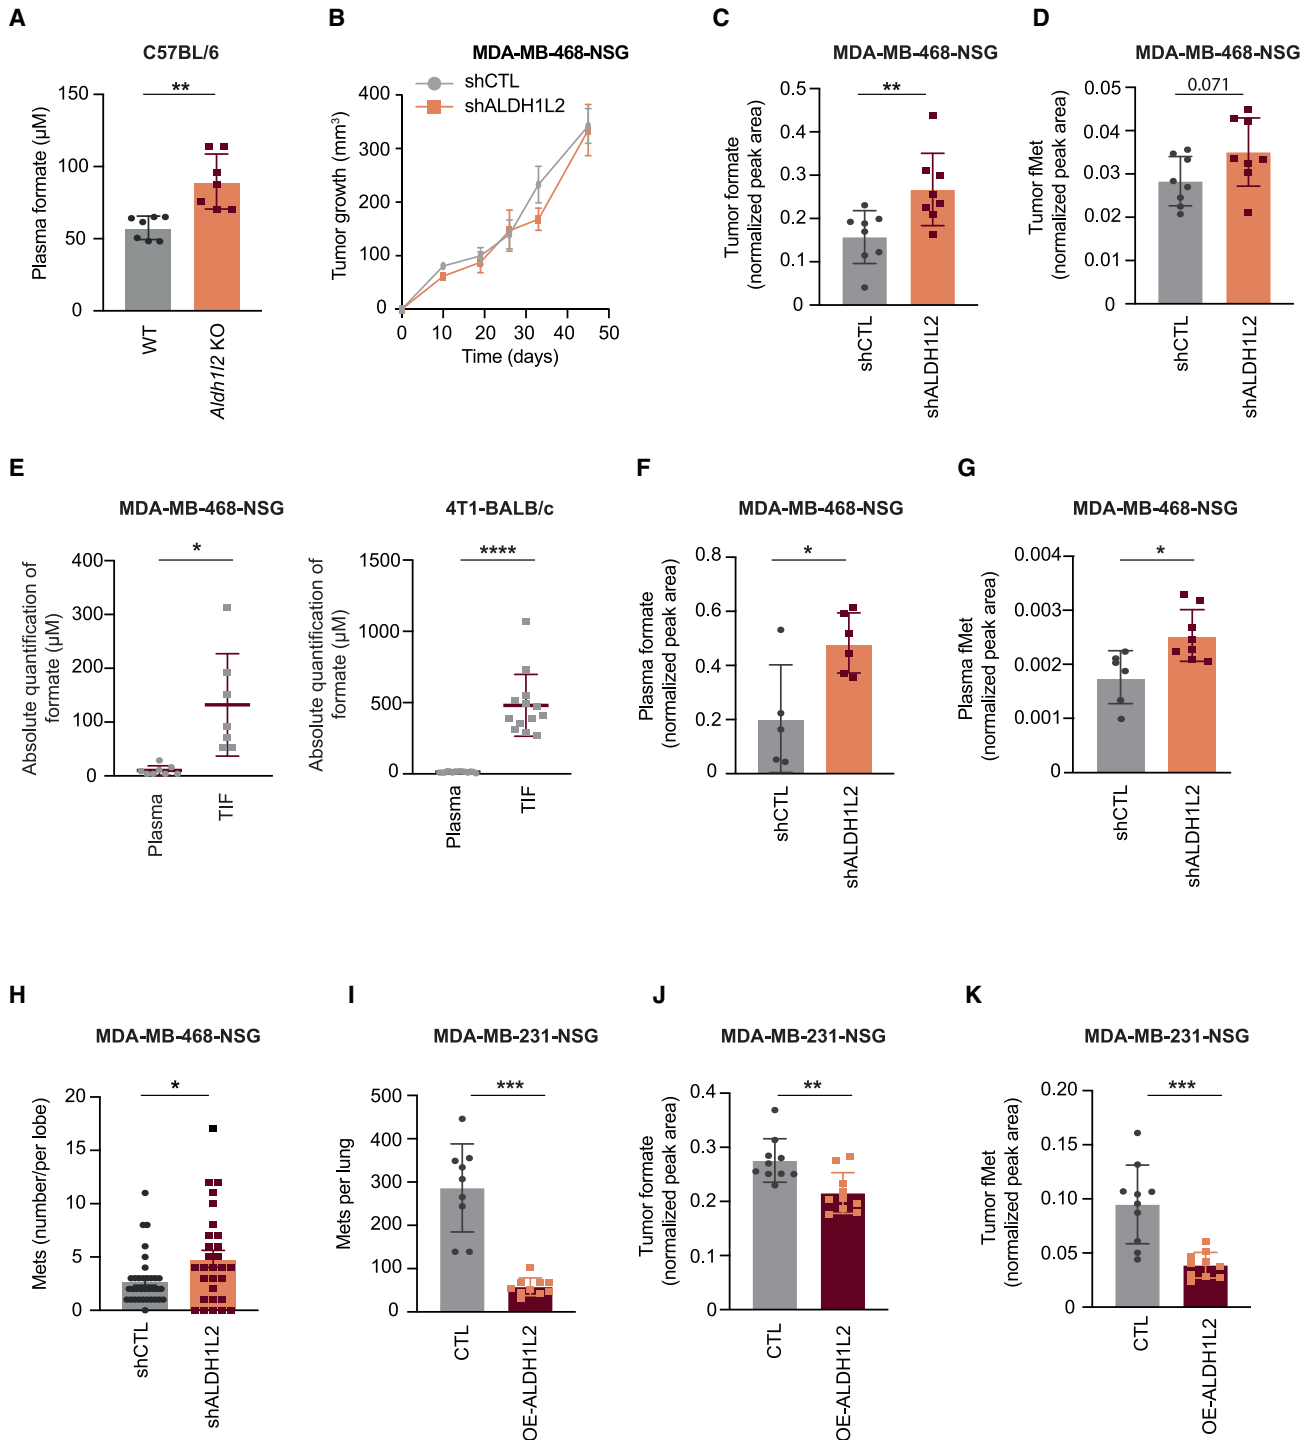 A
C57BL/6
**
Plasma formate (µM)
150
100
50
0
WT
Aldh1l2 KO
B
MDA-MB-468-NSG
shCTL
shALDH1L2
Tumor growth (mm³)
400
300
200
100
0
0 10 20 30 40 50
Time (days)
C
MDA-MB-468-NSG
**
Tumor formate
(normalized peak area)
0.5
0.4
0.3
0.2
0.1
0
shCTL
shALDH1L2
D
MDA-MB-468-NSG
0.071
Tumor fMet
(normalized peak area)
0.05
0.04
0.03
0.02
0.01
0
shCTL
shALDH1L2
E
MDA-MB-468-NSG
*
Absolute quantification of
formate (µM)
400
300
200
100
0
Plasma
TIF
4T1-BALB/c
****
Absolute quantification of
formate (µM)
1500
1000
500
0
Plasma
TIF
F
MDA-MB-468-NSG
*
Plasma formate
(normalized peak area)
0.8
0.6
0.4
0.2
0
shCTL
shALDH1L2
G
MDA-MB-468-NSG
*
Plasma fMet
(normalized peak area)
0.004
0.003
0.002
0.001
0
shCTL
shALDH1L2
H
MDA-MB-468-NSG
*
Mets (number/per lobe)
20
15
10
5
0
shCTL
shALDH1L2
I
MDA-MB-231-NSG
***
Mets per lung
500
400
300
200
100
0
CTL
OE-ALDH1L2
J
MDA-MB-231-NSG
**
Tumor formate
(normalized peak area)
0.4
0.3
0.2
0.1
0
CTL
OE-ALDH1L2
K
MDA-MB-231-NSG
***
Tumor fMet
(normalized peak area)
0.20
0.15
0.10
0.05
0
CTL
OE-ALDH1L2